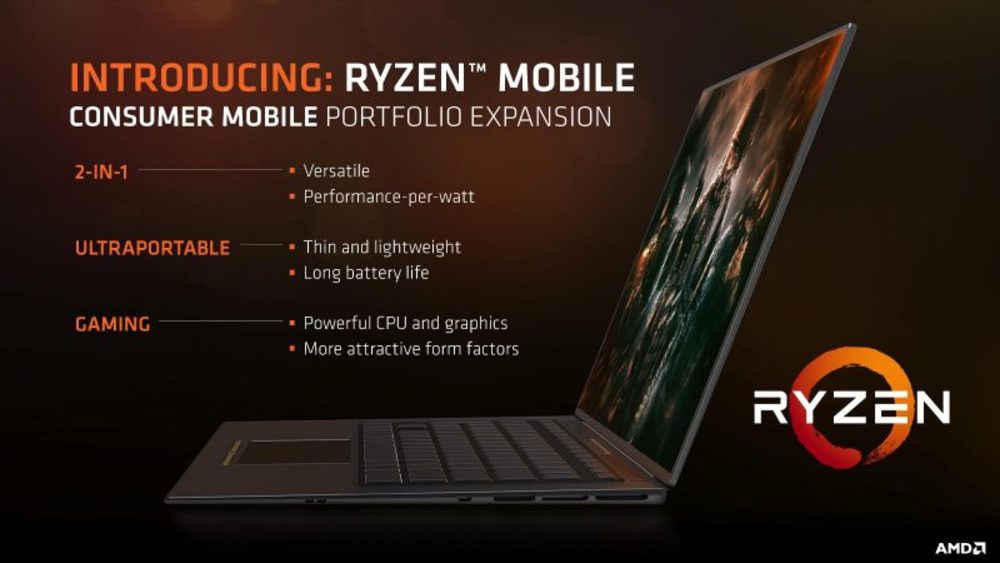 INTRODUCING: RYZEN™ MOBILE
CONSUMER MOBILE PORTFOLIO EXPANSION
2-IN-1
▪ Versatile
▪ Performance-per-watt
ULTRAPORTABLE
▪ Thin and lightweight
▪ Long battery life
GAMING
▪ Powerful CPU and graphics
▪ More attractive form factors
RYZEN
AMD